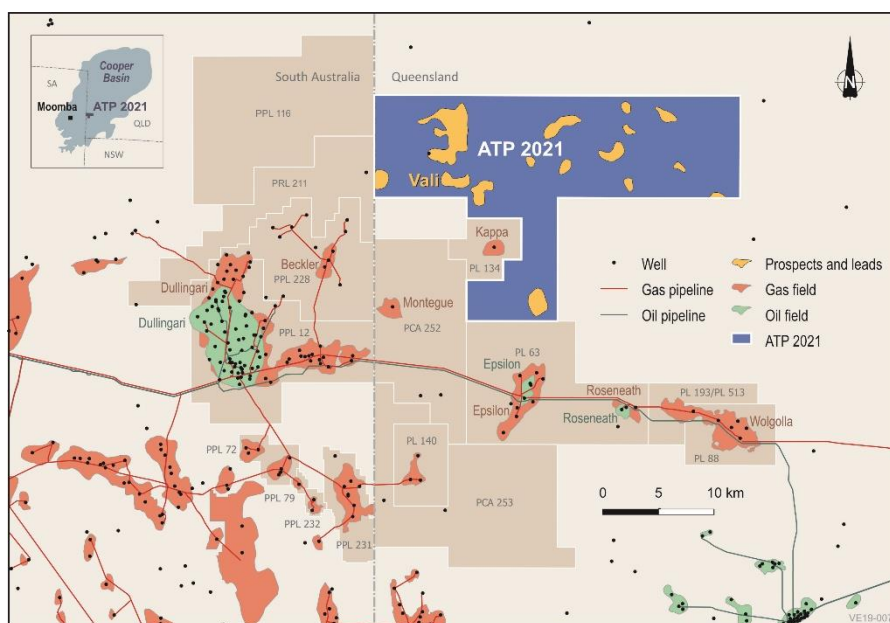 Cooper
Basin
SA
Moomba
ATP 2021
QLD
NSW
South Australia
Queensland
N
PPL 116
ATP 2021
Vali
PRL 211
Kappa
PL 134
Beckler
PPL 228
Dullingari
Dullingari
Montegue
PCA 252
PPL 12
Well
Gas pipeline
Oil pipeline
Prospects and leads
Gas field
Oil field
ATP 2021
Epsilon
PL 63
Epsilon
Roseneath
Roseneath
PL 193/PL 513
Wolgolla
PL 88
PPL 72
PL 140
PPL 79
PPL 232
PPL 231
PCA 253
0 5 10 km
VE19-007